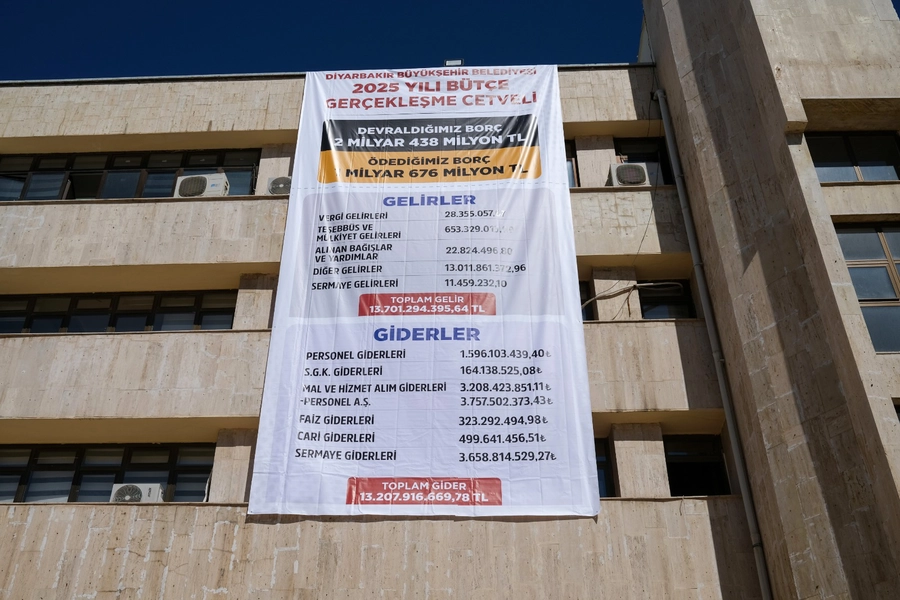 DİYARBAKIR BÜYÜKŞEHİR BELEDİYESİ
2025 YILI BÜTÇE
GERÇEKLEŞME CETVELİ
DEVRALDIĞIMIZ BORÇ
2 MİLYAR 438 MİLYON TL
ÖDEDİĞİMİZ BORÇ
MİLYAR 676 MİLYON TL
GELİRLER
VERGİ GELİRLERİ 28.355.057,
TEŞEBBÜS VE
MÜLKİYET GELİRLERİ 653.329.0
ALINAN BAĞIŞLAR
VE YARDIMLAR 22.824.496,80
DİĞER GELİRLER 13.011.861.372,96
SERMAYE GELİRLERİ 11.459.232,10
TOPLAM GELİR
13.701.294.395,64 TL
GİDERLER
PERSONEL GİDERLERİ 1.596.103.439,40₺
S.G.K. GİDERLERİ 164.138.525,08₺
MAL VE HİZMET ALIM GİDERLERİ 3.208.423.851,11₺
-PERSONEL A.Ş. 3.757.502.373,43₺
FAİZ GİDERLERİ 323.292.494,98₺
CARİ GİDERLERİ 499.641.456,51₺
SERMAYE GİDERLERİ 3.658.814.529,27₺
TOPLAM GİDER
13.207.916.669,78 TL